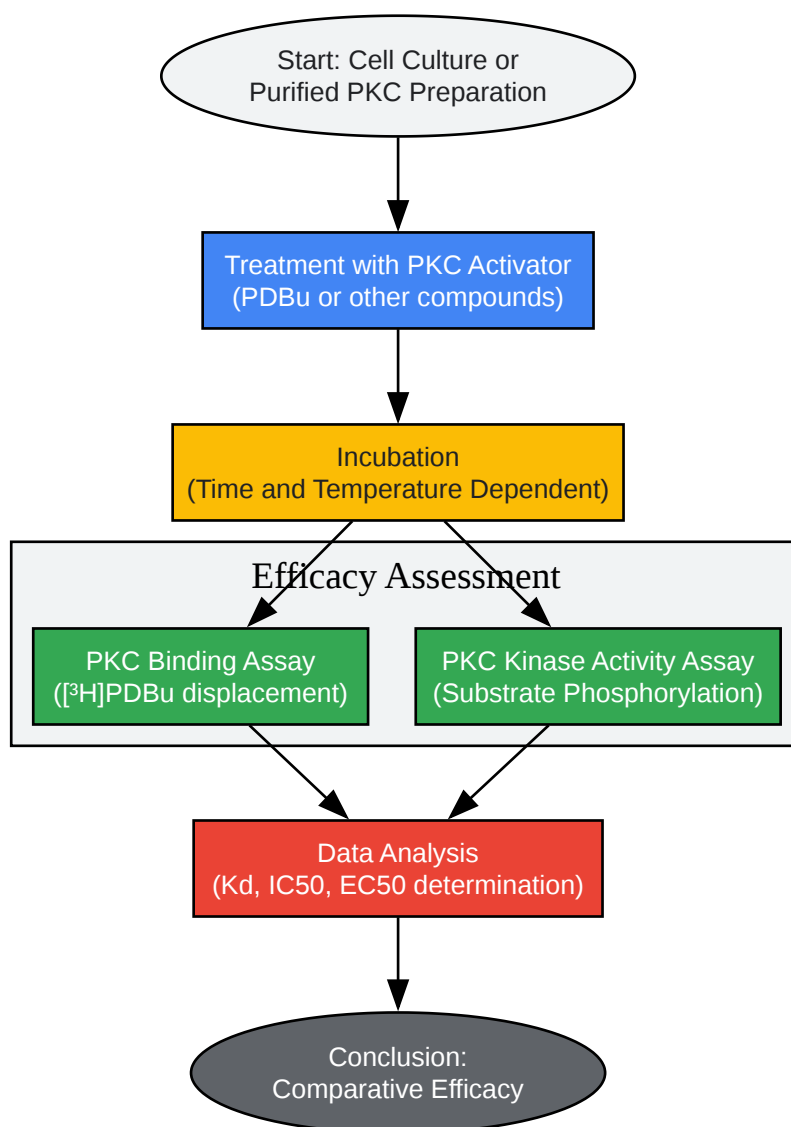 Start: Cell Culture or
Purified PKC Preparation
Treatment with PKC Activator
(PDBu or other compounds)
Incubation
(Time and Temperature Dependent)
Efficacy Assessment
PKC Binding Assay
([³H]PDBu displacement)
PKC Kinase Activity Assay
(Substrate Phosphorylation)
Data Analysis
(Kd, IC50, EC50 determination)
Conclusion:
Comparative Efficacy